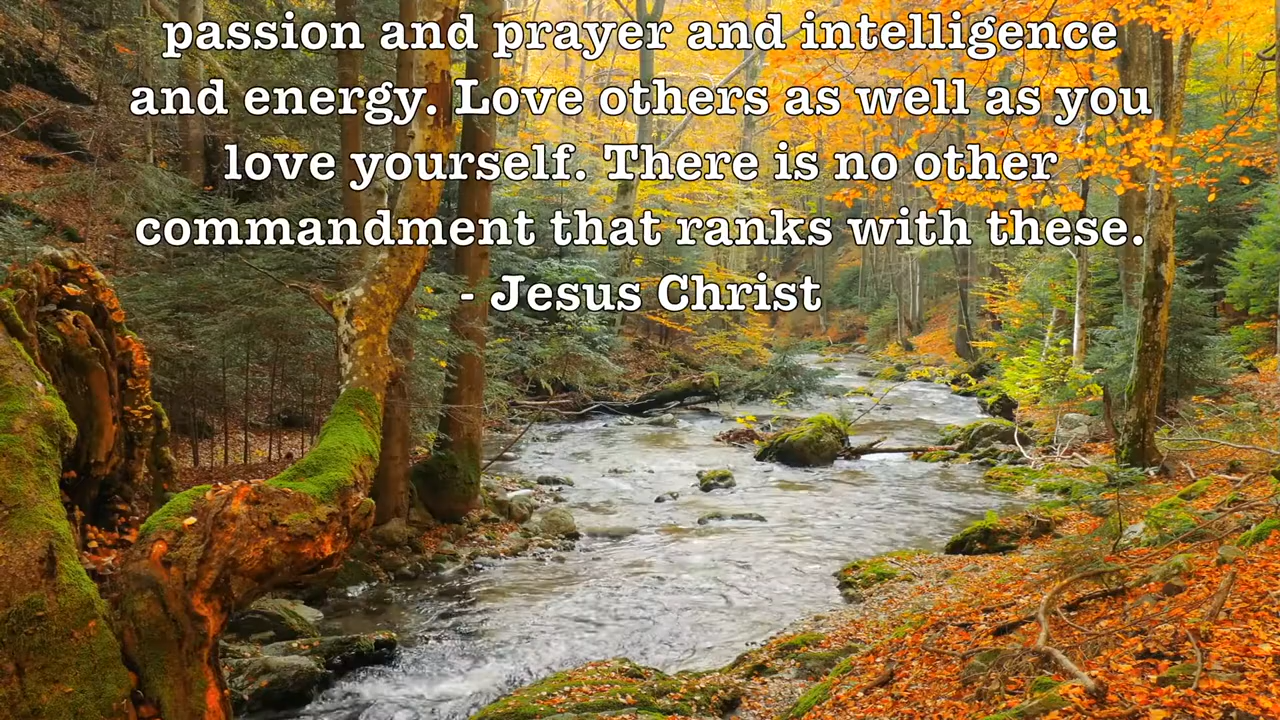 passion and prayer and intelligence
and energy. Love others as well as you
love yourself. There is no other
commandment that ranks with these.
- Jesus Christ